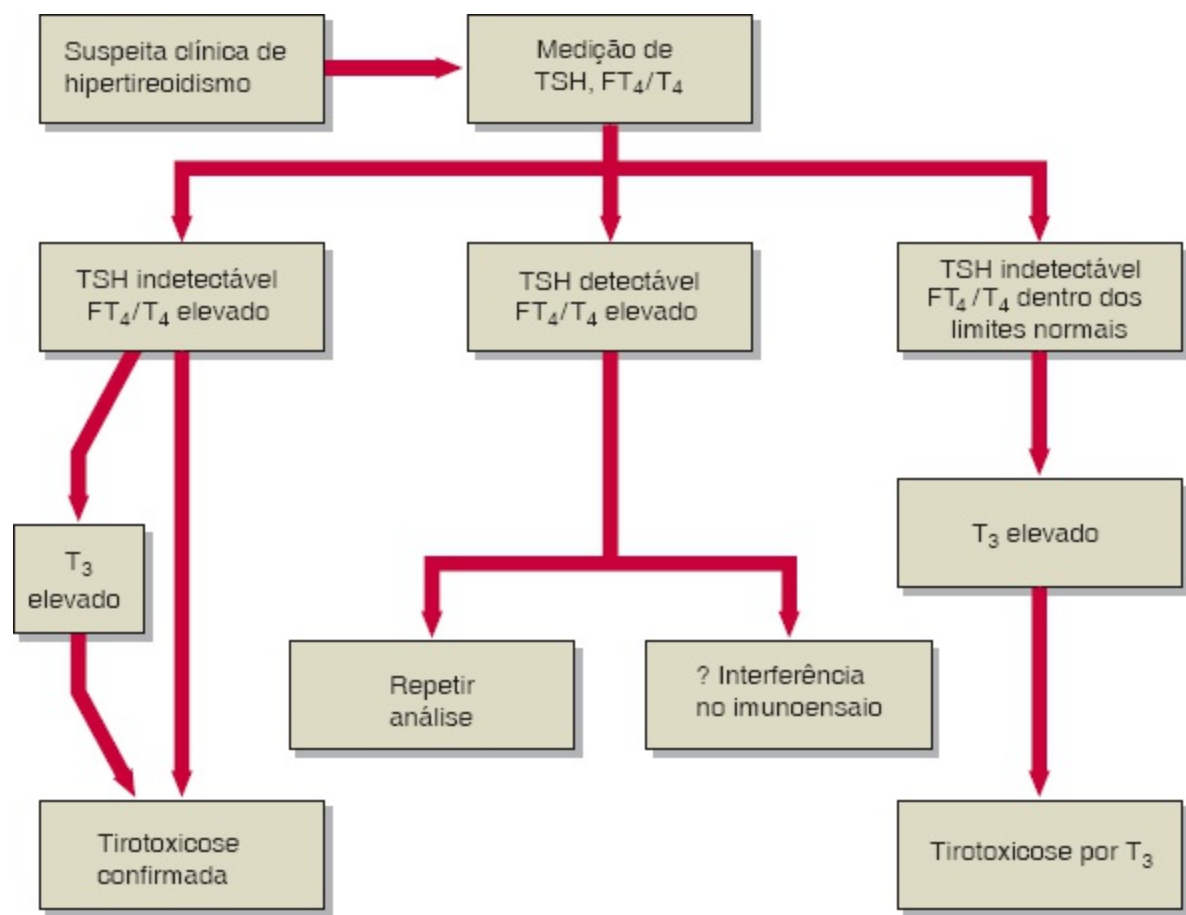 Suspeita clínica de
hipertireoidismo
Medição de
TSH, FT₄/T₄
TSH indetectável
FT₄/T₄ elevado
TSH detectável
FT₄/T₄ elevado
TSH indetectável
FT₄/T₄ dentro dos
limites normais
T₃
elevado
T₃ elevado
Repetir
análise
? Interferência
no imunoensaio
Tirotoxicose
confirmada
Tirotoxicose por T₃